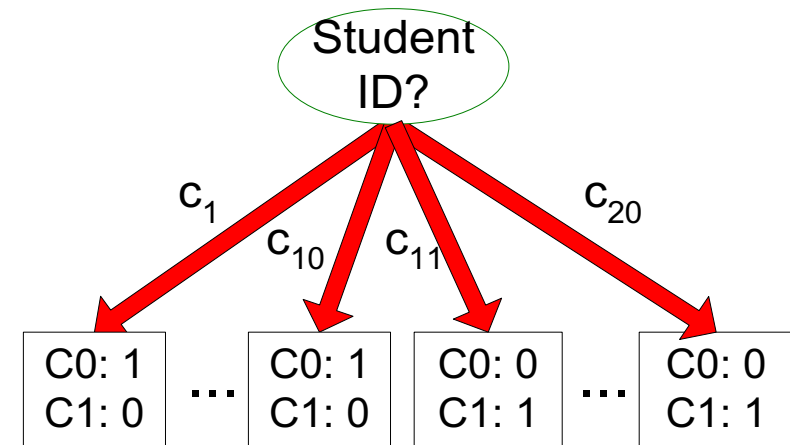 Student
ID?
c₁
c₂₀
c₁₀
c₁₁
C0: 1
C1: 0
...
C0: 1
C1: 0
C0: 0
C1: 1
...
C0: 0
C1: 1